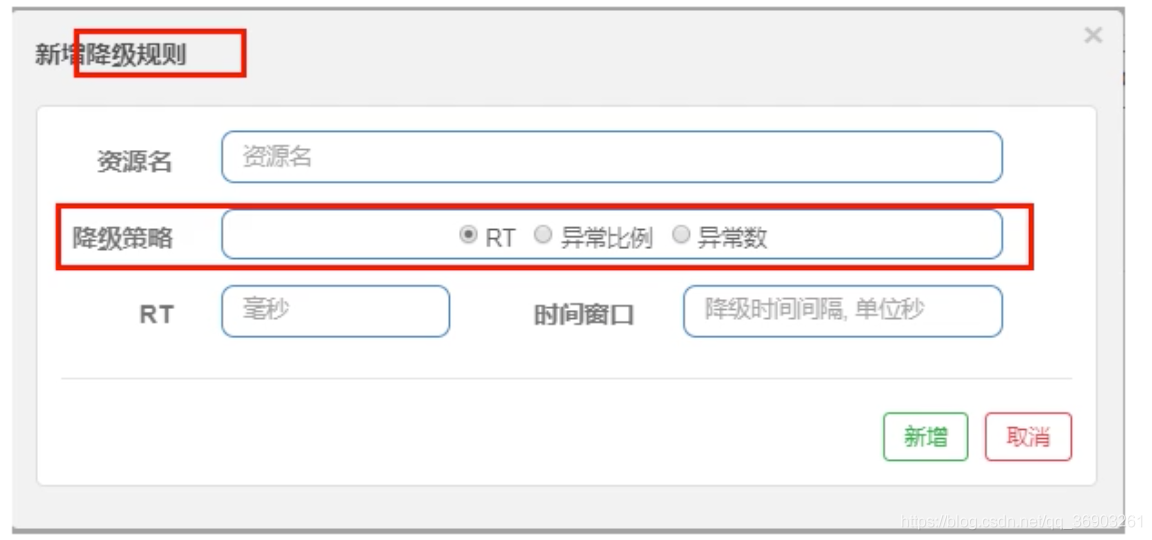 新增降级规则 ×
资源名 资源名
降级策略 RT 异常比例 异常数
RT 毫秒 时间窗口 降级时间间隔, 单位秒
新增 取消
https://blog.csdn.net/qq_36903261